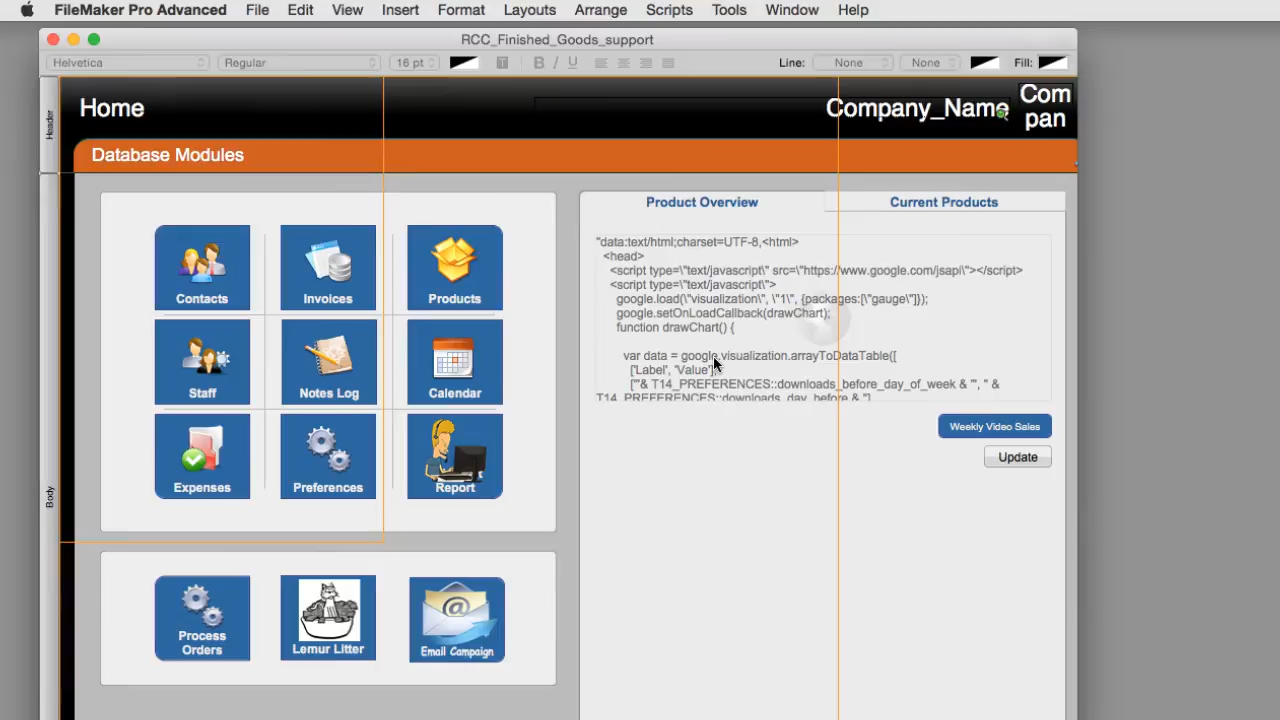 FileMaker Pro Advanced File Edit View Insert Format Layouts Arrange Scripts Tools Window Help
RCC_Finished_Goods_support
Helvetica Regular 16 pt B I U Line: None None Fill:
Header
Home Company_Name Com
pan
Database Modules
Body
Contacts Invoices Products
Staff Notes Log Calendar
Expenses Preferences Report
Process
Orders
Lemur Litter
Email Campaign
Product Overview Current Products
"data:text/html;charset=UTF-8,<html>
<head>
<script type=\"text/javascript\" src=\"https://www.google.com/jsapi\"></script>
<script type=\"text/javascript\">
google.load(\"visualization\", \"1\", {packages:[\"gauge\"]});
google.setOnLoadCallback(drawChart);
function drawChart() {
var data = google.visualization.arrayToDataTable([
['Label', 'Value'],
['"& T14_PREFERENCES::downloads_before_day_of_week & "', " &
T14_PREFERENCES::downloads_day_before & "]
Weekly Video Sales
Update